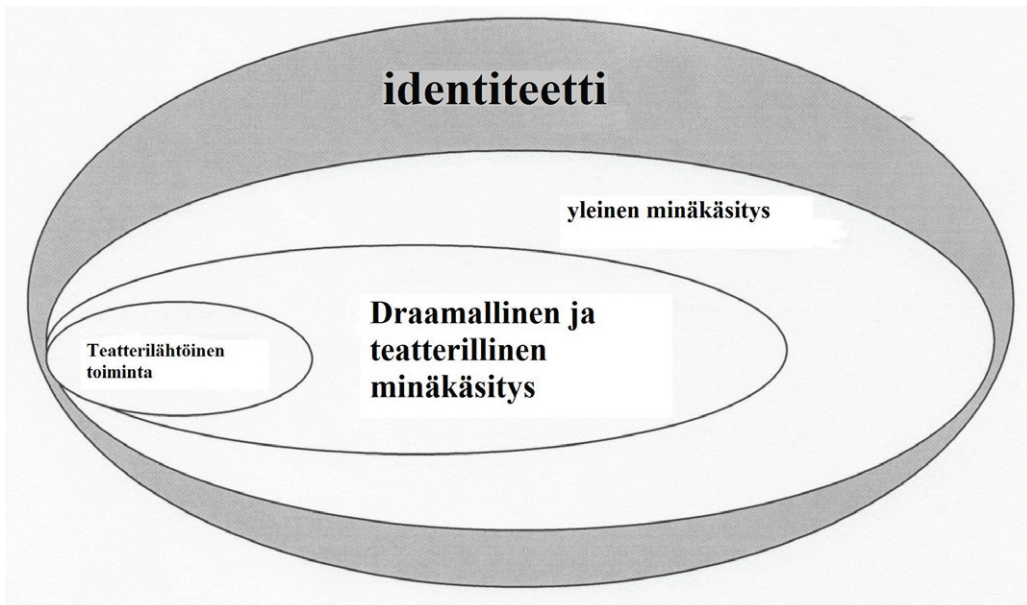 identiteetti
yleinen minäkäsitys
Draamallinen ja
teatterillinen
minäkäsitys
Teatterilähtöinen
toiminta